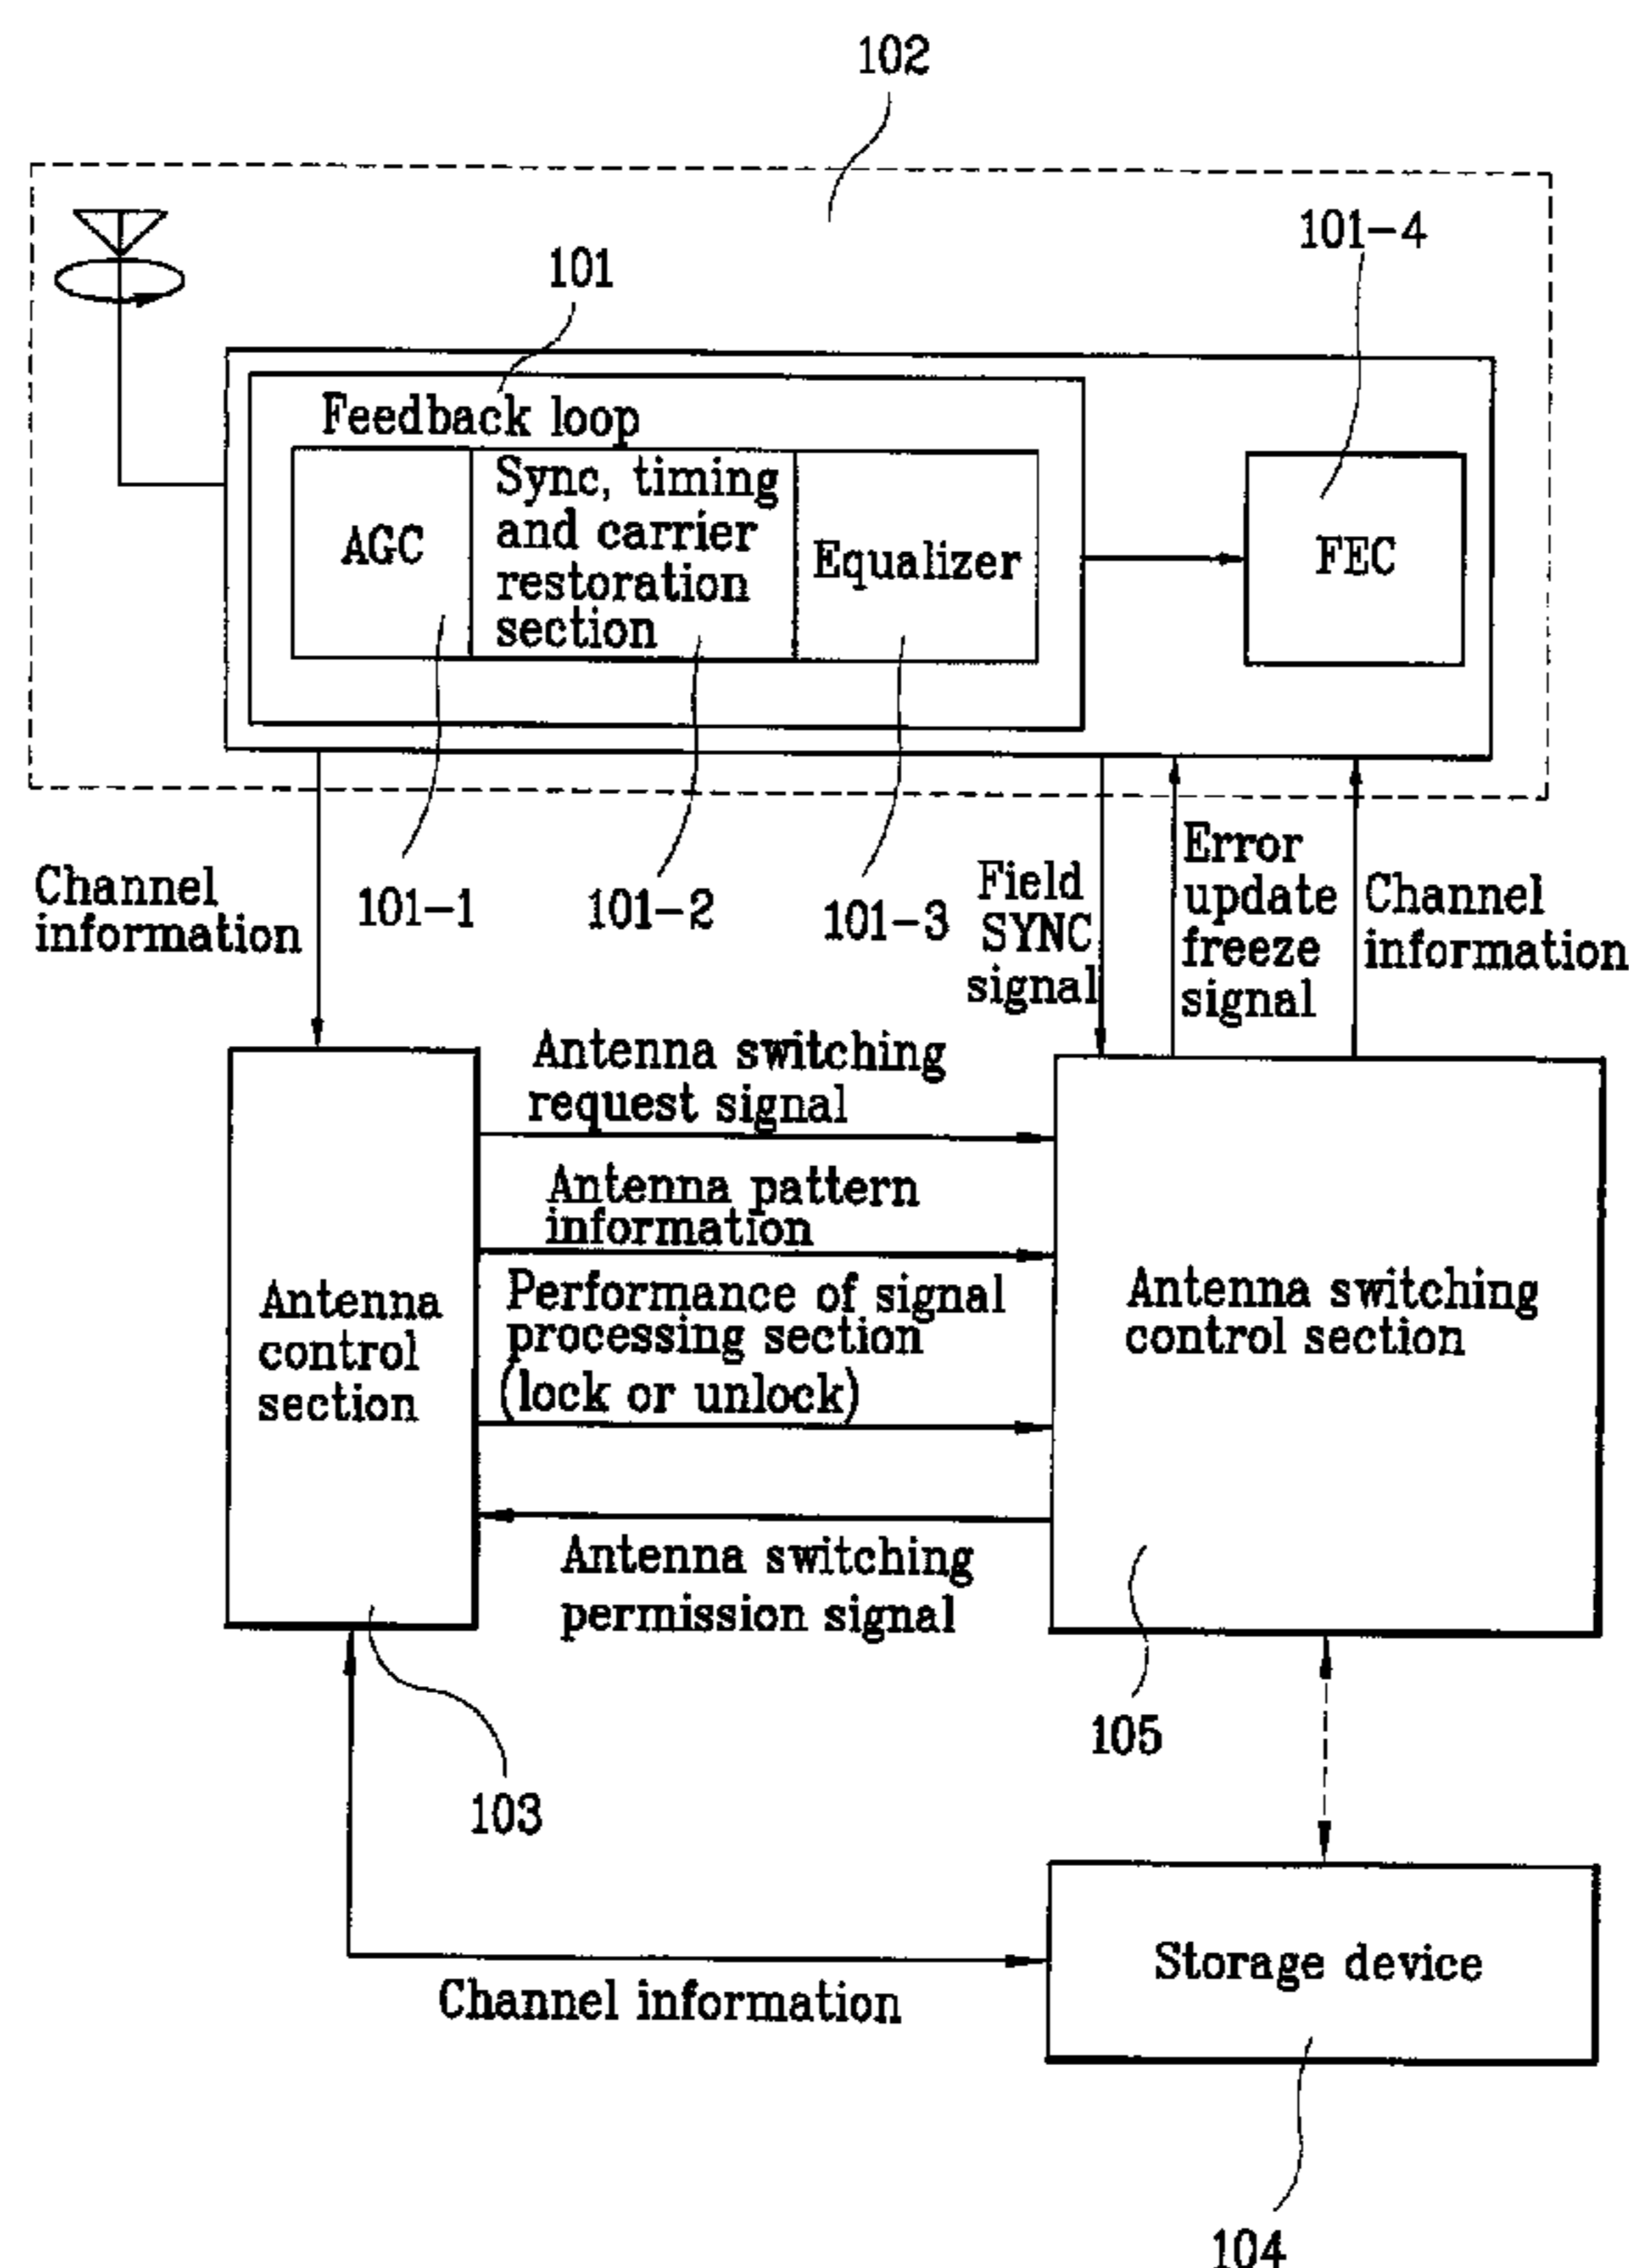 102
101-4
101
Feedback loop
AGC
Sync, timing
and carrier
restoration
section
Equalizer
FEC
101-1
101-2
101-3
Channel
information
Field
SYNC
signal
Error
update
freeze
signal
Channel
information
Antenna switching
request signal
Antenna pattern
information
Performance of signal
processing section
(lock or unlock)
Antenna switching
permission signal
Antenna
control
section
Antenna switching
control section
105
103
Storage device
Channel information
104